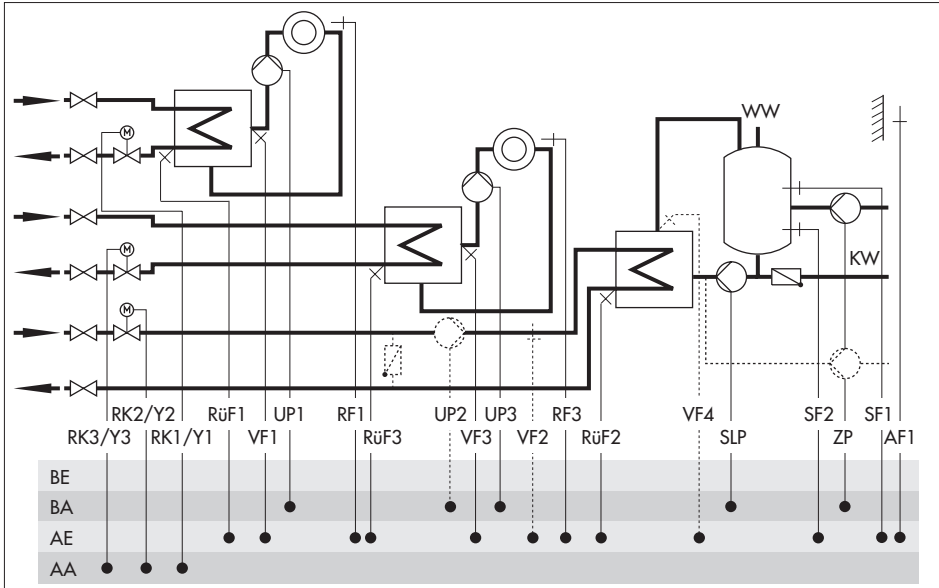 M
WW
M
KW
M
RK2/Y2 RüF1 UP1 RF1 UP2 UP3 RF3 VF4 SF2 SF1
RK3/Y3 RK1/Y1 VF1 RüF3 VF3 VF2 RüF2 SLP ZP AF1
BE
BA
AE
AA